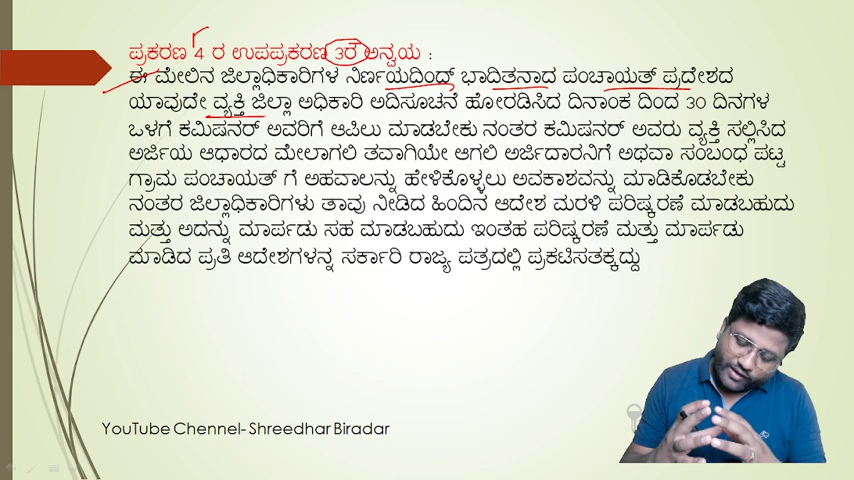 ಪ್ರಕರಣ 4 ರ ಉಪಪ್ರಕರಣ 3ರ ಅನ್ವಯ :
ಈ ಮೇಲಿನ ಜಿಲ್ಲಾಧಿಕಾರಿಗಳ ನಿರ್ಣಯದಿಂದ್ ಭಾದಿತನಾದ ಪಂಚಾಯತ್ ಪ್ರದೇಶದ
ಯಾವುದೇ ವ್ಯಕ್ತಿ ಜಿಲ್ಲಾ ಅಧಿಕಾರಿ ಅದಿಸೂಚನೆ ಹೋರಡಿಸಿದ ದಿನಾಂಕ ದಿಂದ 30 ದಿನಗಳ
ಒಳಗೆ ಕಮಿಷನರ್ ಅವರಿಗೆ ಆಪಿಲು ಮಾಡಬೇಕು ನಂತರ ಕಮಿಷನರ್ ಅವರು ವ್ಯಕ್ತಿ ಸಲ್ಲಿಸಿದ
ಅರ್ಜಿಯ ಆಧಾರದ ಮೇಲಾಗಲಿ ತವಾಗಿಯೇ ಆಗಲಿ ಅರ್ಜಿದಾರನಿಗೆ ಅಥವಾ ಸಂಬಂಧ ಪಟ್ಟ
ಗ್ರಾಮ ಪಂಚಾಯತ್ ಗೆ ಅಹವಾಲನ್ನು ಹೇಳಿಕೊಳ್ಳಲು ಅವಕಾಶವನ್ನು ಮಾಡಿಕೊಡಬೇಕು
ನಂತರ ಜಿಲ್ಲಾಧಿಕಾರಿಗಳು ತಾವು ನೀಡಿದ ಹಿಂದಿನ ಆದೇಶ ಮರಳಿ ಪರಿಷ್ಕರಣೆ ಮಾಡಬಹುದು
ಮತ್ತು ಅದನ್ನು ಮಾರ್ಪಡು ಸಹ ಮಾಡಬಹುದು ಇಂತಹ ಪರಿಷ್ಕರಣೆ ಮತ್ತು ಮಾರ್ಪಡು
ಮಾಡಿದ ಪ್ರತಿ ಆದೇಶಗಳನ್ನ ಸರ್ಕಾರಿ ರಾಜ್ಯ ಪತ್ರದಲ್ಲಿ ಪ್ರಕಟಿಸತಕ್ಕದ್ದು
YouTube Chennel- Shreedhar Biradar